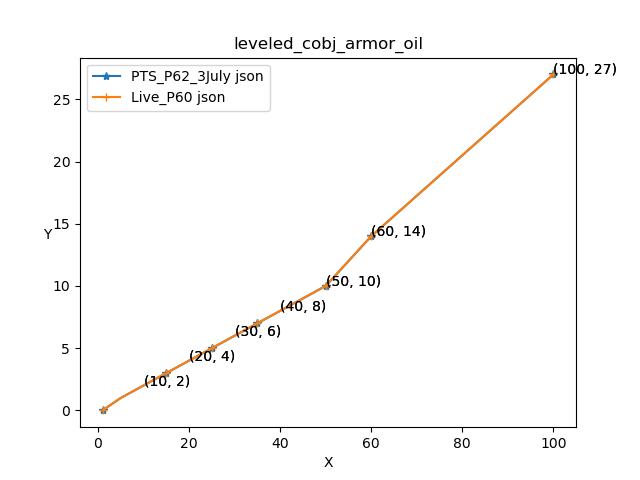 leveled_cobj_armor_oil
PTS_P62_3July json
Live_P60 json
Y
25
20
15
10
5
0
(100, 27)
(60, 14)
(50, 10)
(40, 8)
(30, 6)
(20, 4)
(10, 2)
0 20 40 60 80 100
X